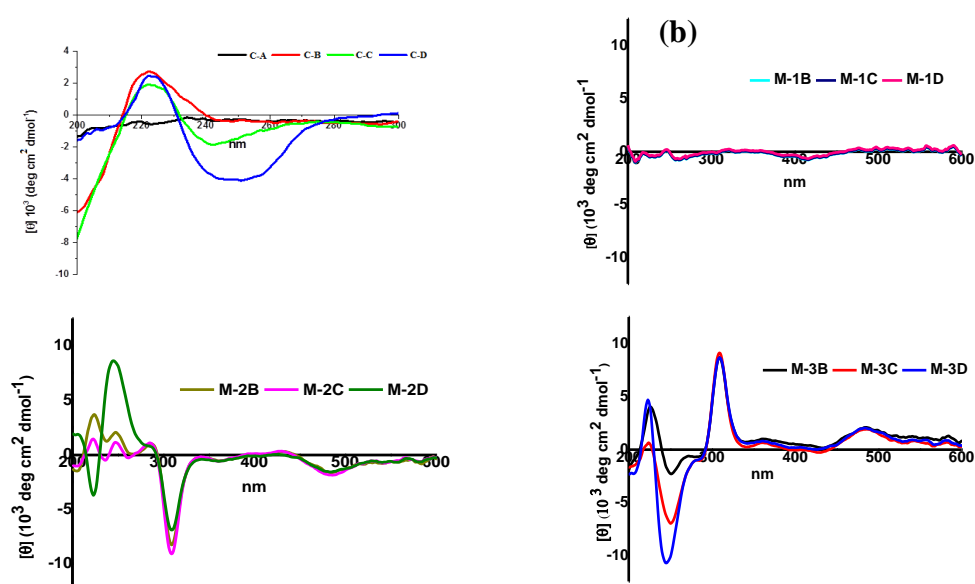 4
2
0
-2
-4
-6
-8
-10
200 220 240 260 280 300
nm
[θ] 10³ (deg cm² dmol⁻¹)
C-A C-B C-C C-D
(b)
10
5
0
-5
-10
200 300 400 500 600
nm
[θ] (10³ deg cm² dmol⁻¹)
M-1B M-1C M-1D
10
5
0
-5
-10
200 300 400 500 600
nm
[θ] (10³ deg cm² dmol⁻¹)
M-2B M-2C M-2D
10
5
0
-5
-10
200 300 400 500 600
nm
[θ] (10³ deg cm² dmol⁻¹)
M-3B M-3C M-3D